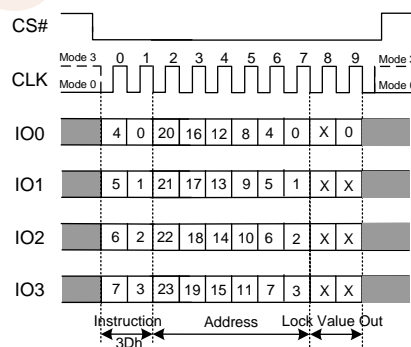 CS#
Mode 3 0 1 2 3 4 5 6 7 8 9 Mode 3
CLK
Mode 0 Mode 0
IO0 4 0 20 16 12 8 4 0 X 0
IO1 5 1 21 17 13 9 5 1 X X
IO2 6 2 22 18 14 10 6 2 X X
IO3 7 3 23 19 15 11 7 3 X X
Instruction Address Lock Value Out
3Dh